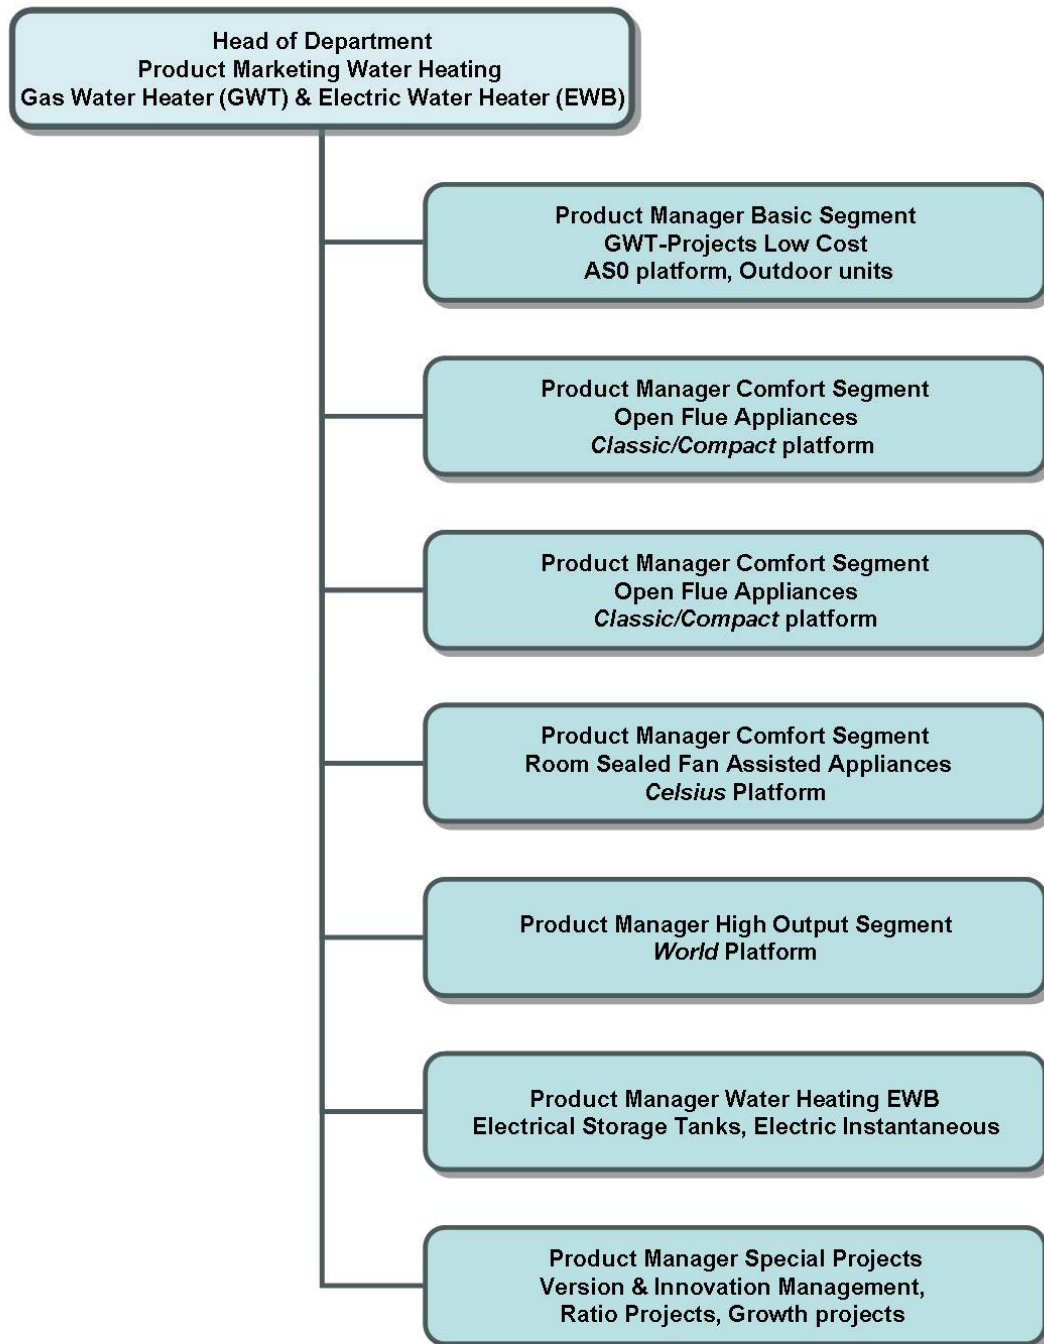 Head of Department
Product Marketing Water Heating
Gas Water Heater (GWT) & Electric Water Heater (EWB)
Product Manager Basic Segment
GWT-Projects Low Cost
AS0 platform, Outdoor units
Product Manager Comfort Segment
Open Flue Appliances
Classic/Compact platform
Product Manager Comfort Segment
Open Flue Appliances
Classic/Compact platform
Product Manager Comfort Segment
Room Sealed Fan Assisted Appliances
Celsius Platform
Product Manager High Output Segment
World Platform
Product Manager Water Heating EWB
Electrical Storage Tanks, Electric Instantaneous
Product Manager Special Projects
Version & Innovation Management,
Ratio Projects, Growth projects